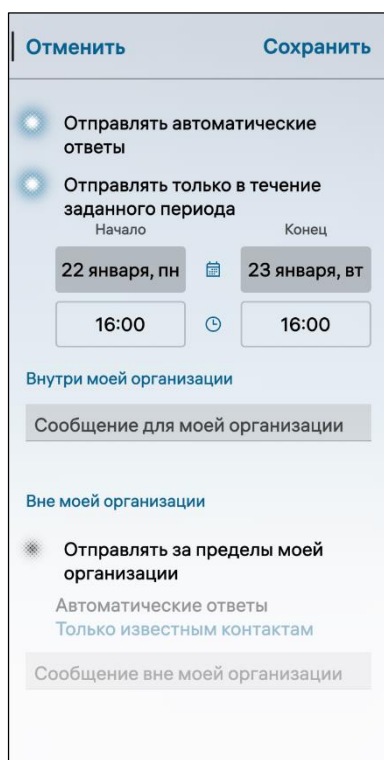 Отменить Сохранить
Отправлять автоматические
ответы
Отправлять только в течение
заданного периода
Начало Конец
22 января, пн 23 января, вт
16:00 16:00
Внутри моей организации
Сообщение для моей организации
Вне моей организации
Отправлять за пределы моей
организации
Автоматические ответы
Только известным контактам
Сообщение вне моей организации